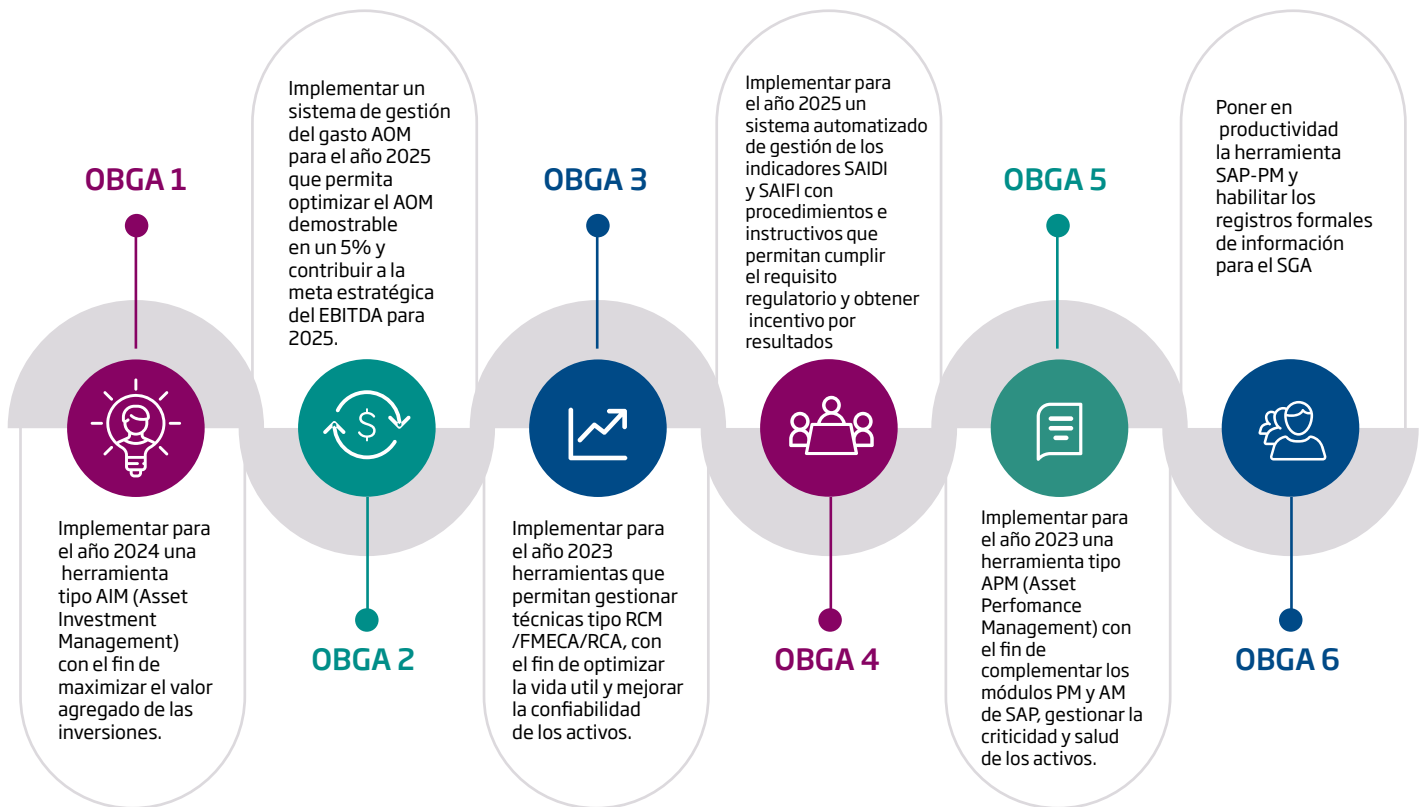 OBGA 1
Implementar para
el año 2024 una
herramienta
tipo AIM (Asset
Investment
Management)
con el fin de
maximizar el valor
agregado de las
inversiones.
Implementar un
sistema de gestión
del gasto AOM
para el año 2025
que permita
optimizar el AOM
demostrable
en un 5% y
contribuir a la
meta estratégica
del EBITDA para
2025.
$
OBGA 2
OBGA 3
Implementar para
el año 2023
herramientas que
permitan gestionar
técnicas tipo RCM
/FMECA/RCA, con
el fin de optimizar
la vida util y mejorar
la confiabilidad
de los activos.
Implementar para
el año 2025 un
sistema automatizado
de gestión de los
indicadores SAIDI
y SAIFI con
procedimientos e
instructivos que
permitan cumplir
el requisito
regulatorio y obtener
incentivo por
resultados
OBGA 4
OBGA 5
Implementar para
el año 2023 una
herramienta tipo
APM (Asset
Perfomance
Management) con
el fin de
complementar los
módulos PM y AM
de SAP, gestionar la
criticidad y salud
de los activos.
Poner en
productividad
la herramienta
SAP-PM y
habilitar los
registros formales
de información
para el SGA
OBGA 6